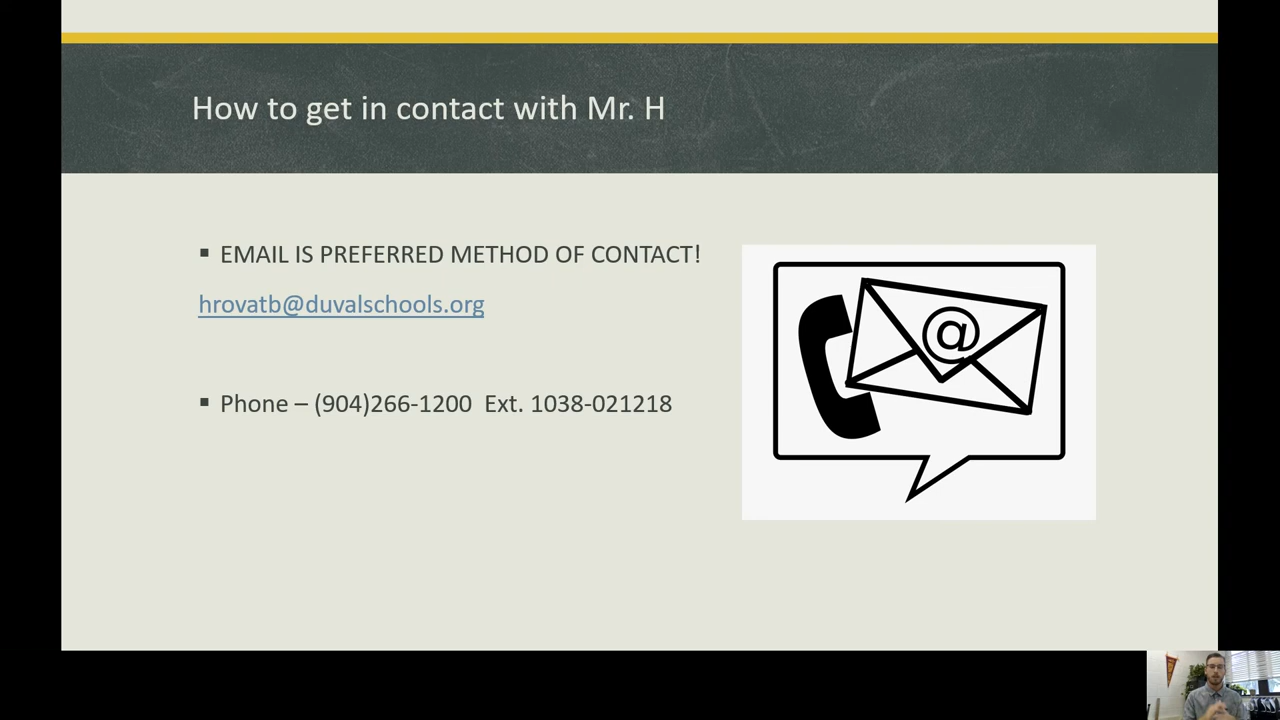 How to get in contact with Mr. H
▪ EMAIL IS PREFERRED METHOD OF CONTACT!
hrovatb@duvalschools.org
▪ Phone – (904)266-1200  Ext. 1038-021218
@